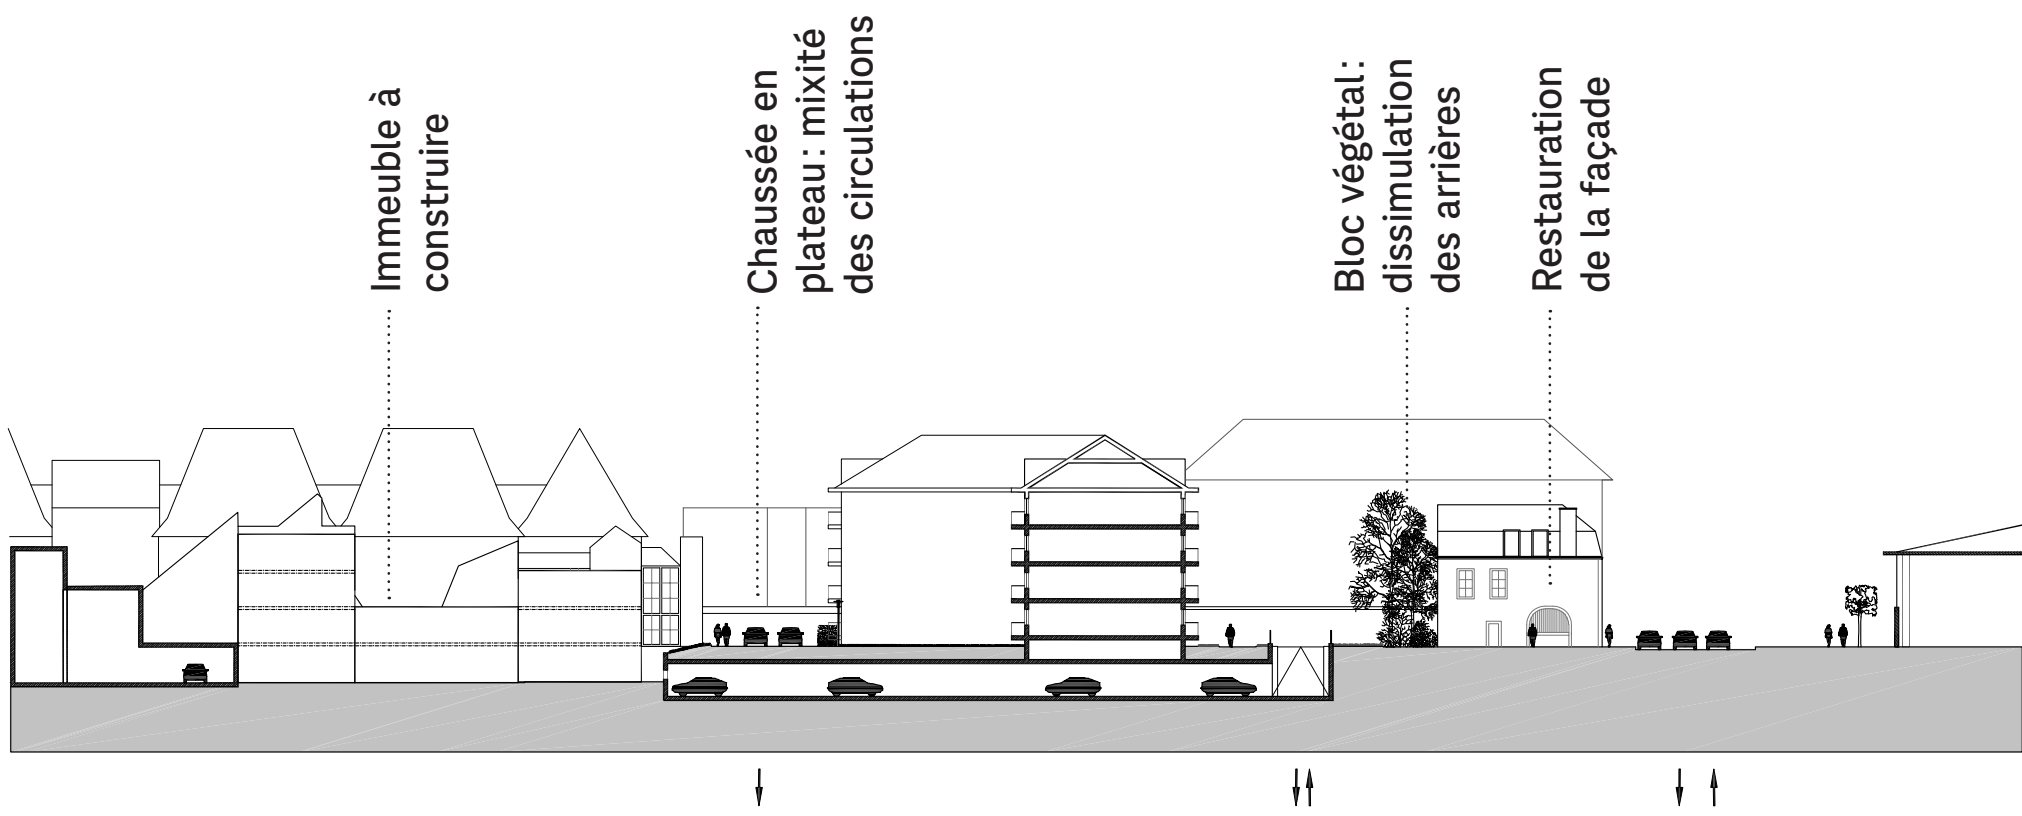 Immeuble à
construire
Chaussée en
plateau : mixité
des circulations
Bloc végétal :
dissimulation
des arrières
Restauration
de la façade